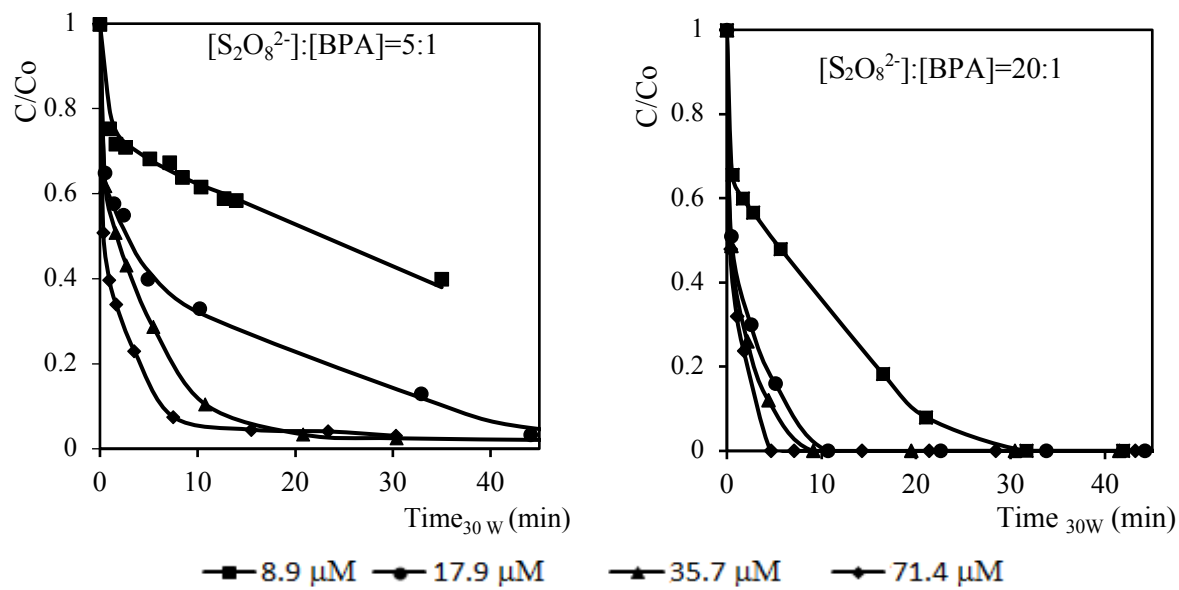 [S₂O₈²⁻]:[BPA]=5:1
C/Co
1
0.8
0.6
0.4
0.2
0
0 10 20 30 40
Time₃₀ W (min)
[S₂O₈²⁻]:[BPA]=20:1
C/Co
1
0.8
0.6
0.4
0.2
0
0 10 20 30 40
Time ₃₀W (min)
8.9 µM 17.9 µM 35.7 µM 71.4 µM